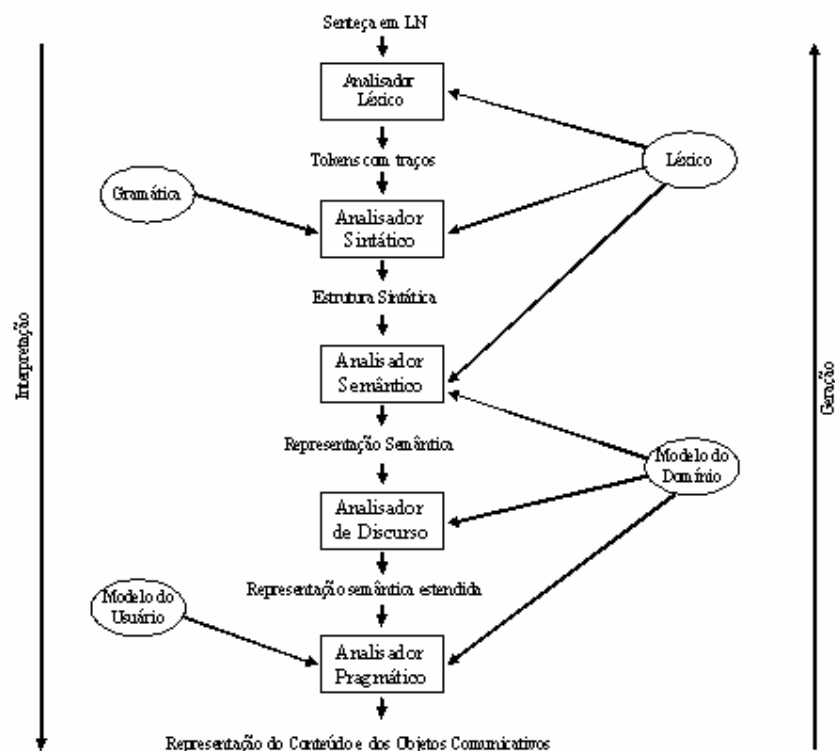 Senteça em LN
Analisador
Léxico
Tokens com traços
Léxico
Gramática
Analisador
Sintático
Estrutura Sintática
Interpretação
Analisador
Semântico
Geração
Representação Semântica
Modelo do
Domínio
Analisador
de Discurso
Representação semântica estendida
Modelo do
Usuário
Analisador
Pragmático
Representação do Conteúdo e dos Objetos Comunicativos